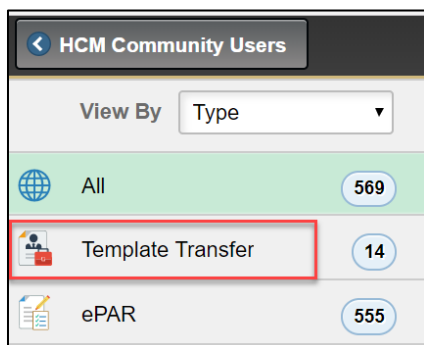 HCM Community Users
View By Type
All 569
Template Transfer 14
ePAR 555